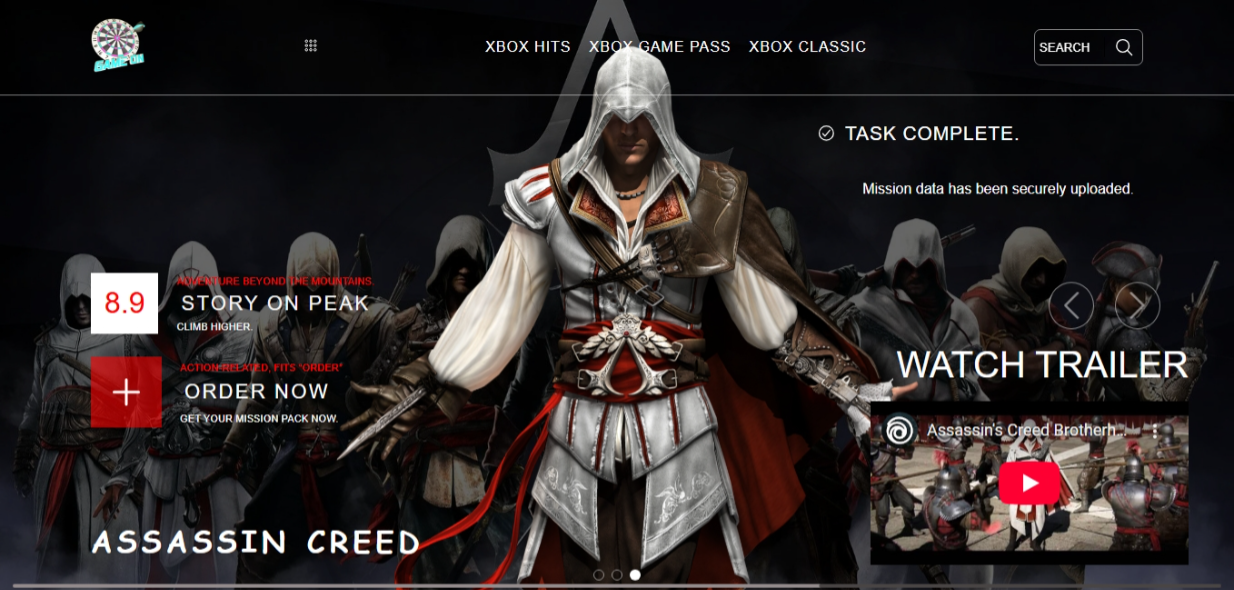 GAME ON
XBOX HITS XBOX GAME PASS XBOX CLASSIC
SEARCH
TASK COMPLETE.
Mission data has been securely uploaded.
8.9
ADVENTURE BEYOND THE MOUNTAINS.
STORY ON PEAK
CLIMB HIGHER.
ACTION-RELATED, FITS "ORDER"
ORDER NOW
GET YOUR MISSION PACK NOW.
WATCH TRAILER
Assassin's Creed Brotherh...
ASSASSIN CREED